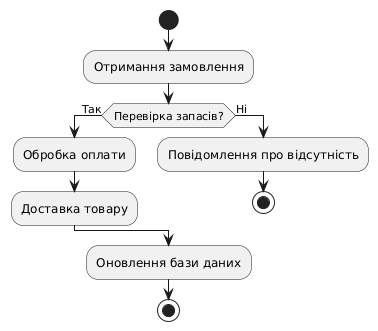 Отримання замовлення
Так
Перевірка запасів?
Ні
Обробка оплати
Повідомлення про відсутність
Доставка товару
Оновлення бази даних